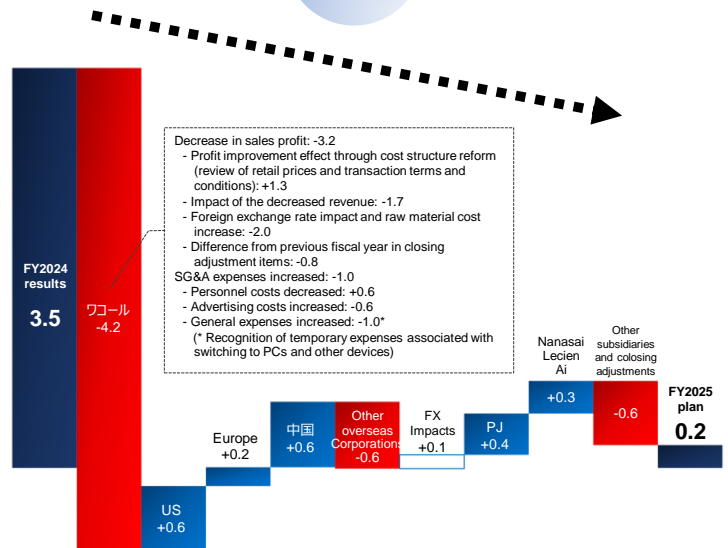 Decrease in sales profit: -3.2
- Profit improvement effect through cost structure reform
(review of retail prices and transaction terms and
conditions): +1.3
- Impact of the decreased revenue: -1.7
- Foreign exchange rate impact and raw material cost
increase: -2.0
- Difference from previous fiscal year in closing
adjustment items: -0.8
SG&A expenses increased: -1.0
- Personnel costs decreased: +0.6
- Advertising costs increased: -0.6
- General expenses increased: -1.0*
(* Recognition of temporary expenses associated with
switching to PCs and other devices)
FY2024
results
3.5
ワコール
-4.2
US
+0.6
Europe
+0.2
中国
+0.6
Other
overseas
Corporations
-0.6
FX
Impacts
+0.1
PJ
+0.4
Nanasai
Lecien
Ai
+0.3
Other
subsidiaries
and colosing
adjustments
-0.6
FY2025
plan
0.2